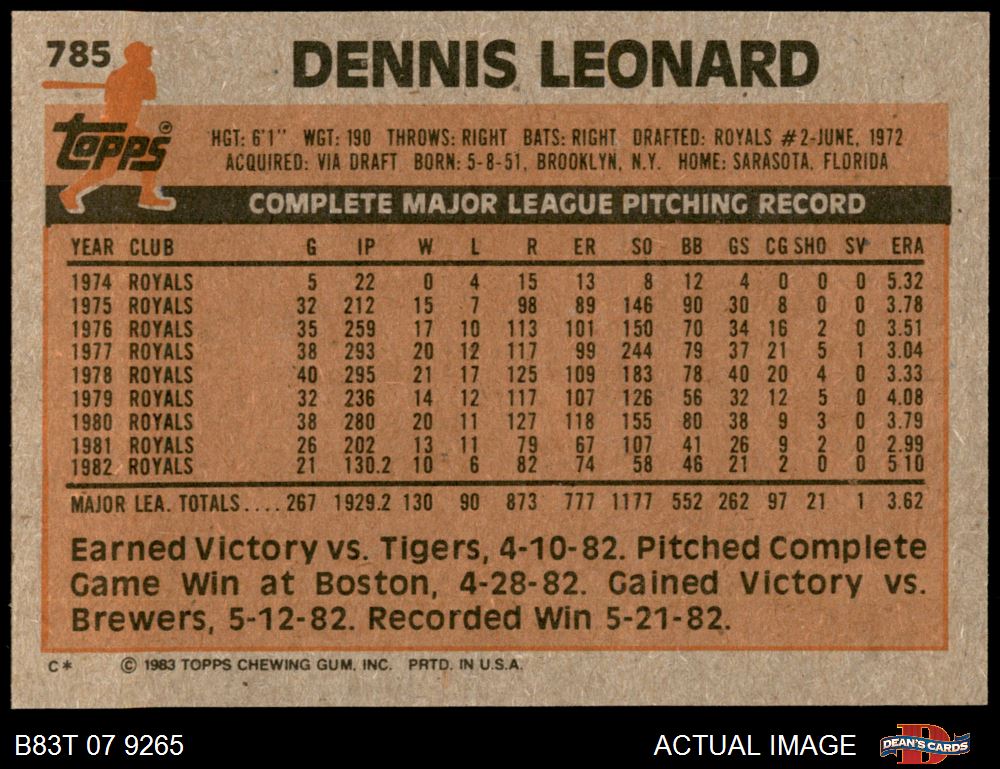 785
DENNIS LEONARD
Topps®
HGT: 6'1" WGT: 190 THROWS: RIGHT BATS: RIGHT DRAFTED: ROYALS #2-JUNE, 1972
ACQUIRED: VIA DRAFT BORN: 5-8-51, BROOKLYN, N.Y. HOME: SARASOTA, FLORIDA
COMPLETE MAJOR LEAGUE PITCHING RECORD
YEAR CLUB G IP W L R ER SO BB GS CG SHO SV ERA
1974 ROYALS 5 22 0 4 15 13 8 12 4 0 0 0 5.32
1975 ROYALS 32 212 15 7 98 89 146 90 30 8 0 0 3.78
1976 ROYALS 35 259 17 10 113 101 150 70 34 16 2 0 3.51
1977 ROYALS 38 293 20 12 117 99 244 79 37 21 5 1 3.04
1978 ROYALS 40 295 21 17 125 109 183 78 40 20 4 0 3.33
1979 ROYALS 32 236 14 12 117 107 126 56 32 12 5 0 4.08
1980 ROYALS 38 280 20 11 127 118 155 80 38 9 3 0 3.79
1981 ROYALS 26 202 13 11 79 67 107 41 26 9 2 0 2.99
1982 ROYALS 21 130.2 10 6 82 74 58 46 21 2 0 0 5 10
MAJOR LEA. TOTALS.... 267 1929.2 130 90 873 777 1177 552 262 97 21 1 3.62
Earned Victory vs. Tigers, 4-10-82. Pitched Complete
Game Win at Boston, 4-28-82. Gained Victory vs.
Brewers, 5-12-82. Recorded Win 5-21-82.
C* © 1983 TOPPS CHEWING GUM, INC. PRTD. IN U.S.A.
B83T 07 9265 ACTUAL IMAGE DEAN'S CARDS